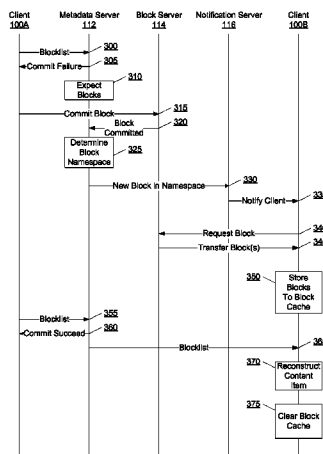 Client
100A
Metadata Server
112
Block Server
114
Notification Server
116
Client
100B
Blocklist
300
Commit Failure
305
Expect
Blocks
310
Commit Block
315
Block
Committed
320
Determine
Block
Namespace
325
New Block in Namespace
330
Notify Client
Request Block
Transfer Block(s)
350
Store
Blocks
To Block
Cache
Blocklist
355
Commit Succeed
360
Blocklist
370
Reconstruct
Content
Item
375
Clear Block
Cache